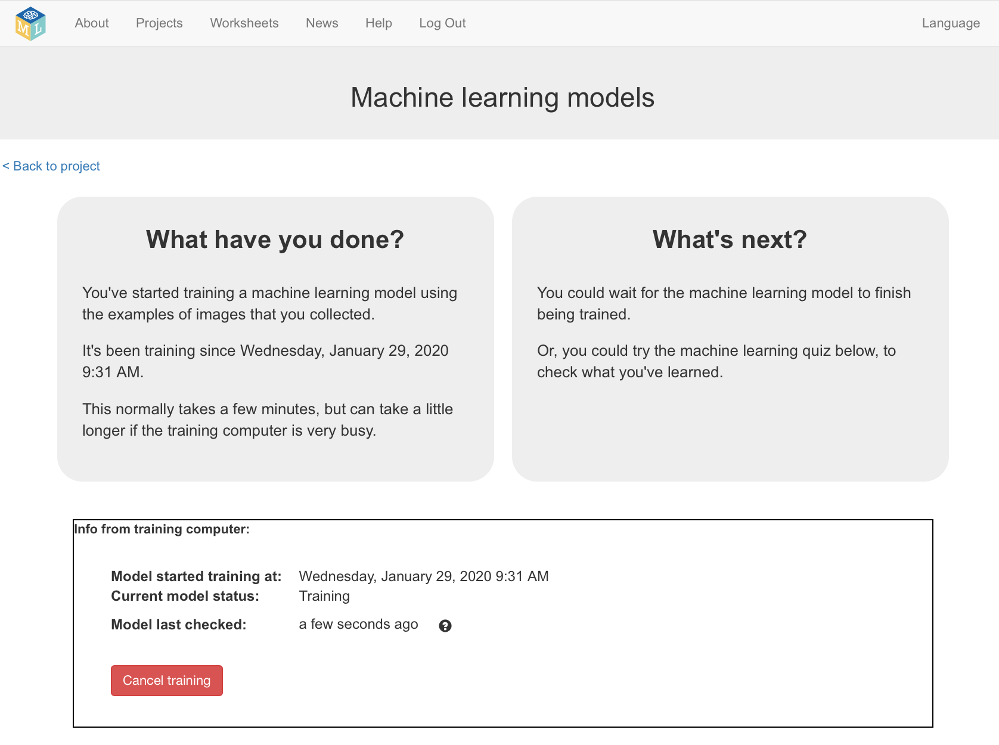 M L
About
Projects
Worksheets
News
Help
Log Out
Language
Machine learning models
< Back to project
What have you done?
You've started training a machine learning model using
the examples of images that you collected.
It's been training since Wednesday, January 29, 2020
9:31 AM.
This normally takes a few minutes, but can take a little
longer if the training computer is very busy.
What's next?
You could wait for the machine learning model to finish
being trained.
Or, you could try the machine learning quiz below, to
check what you've learned.
Info from training computer:
Model started training at: Wednesday, January 29, 2020 9:31 AM
Current model status: Training
Model last checked: a few seconds ago ?
Cancel training